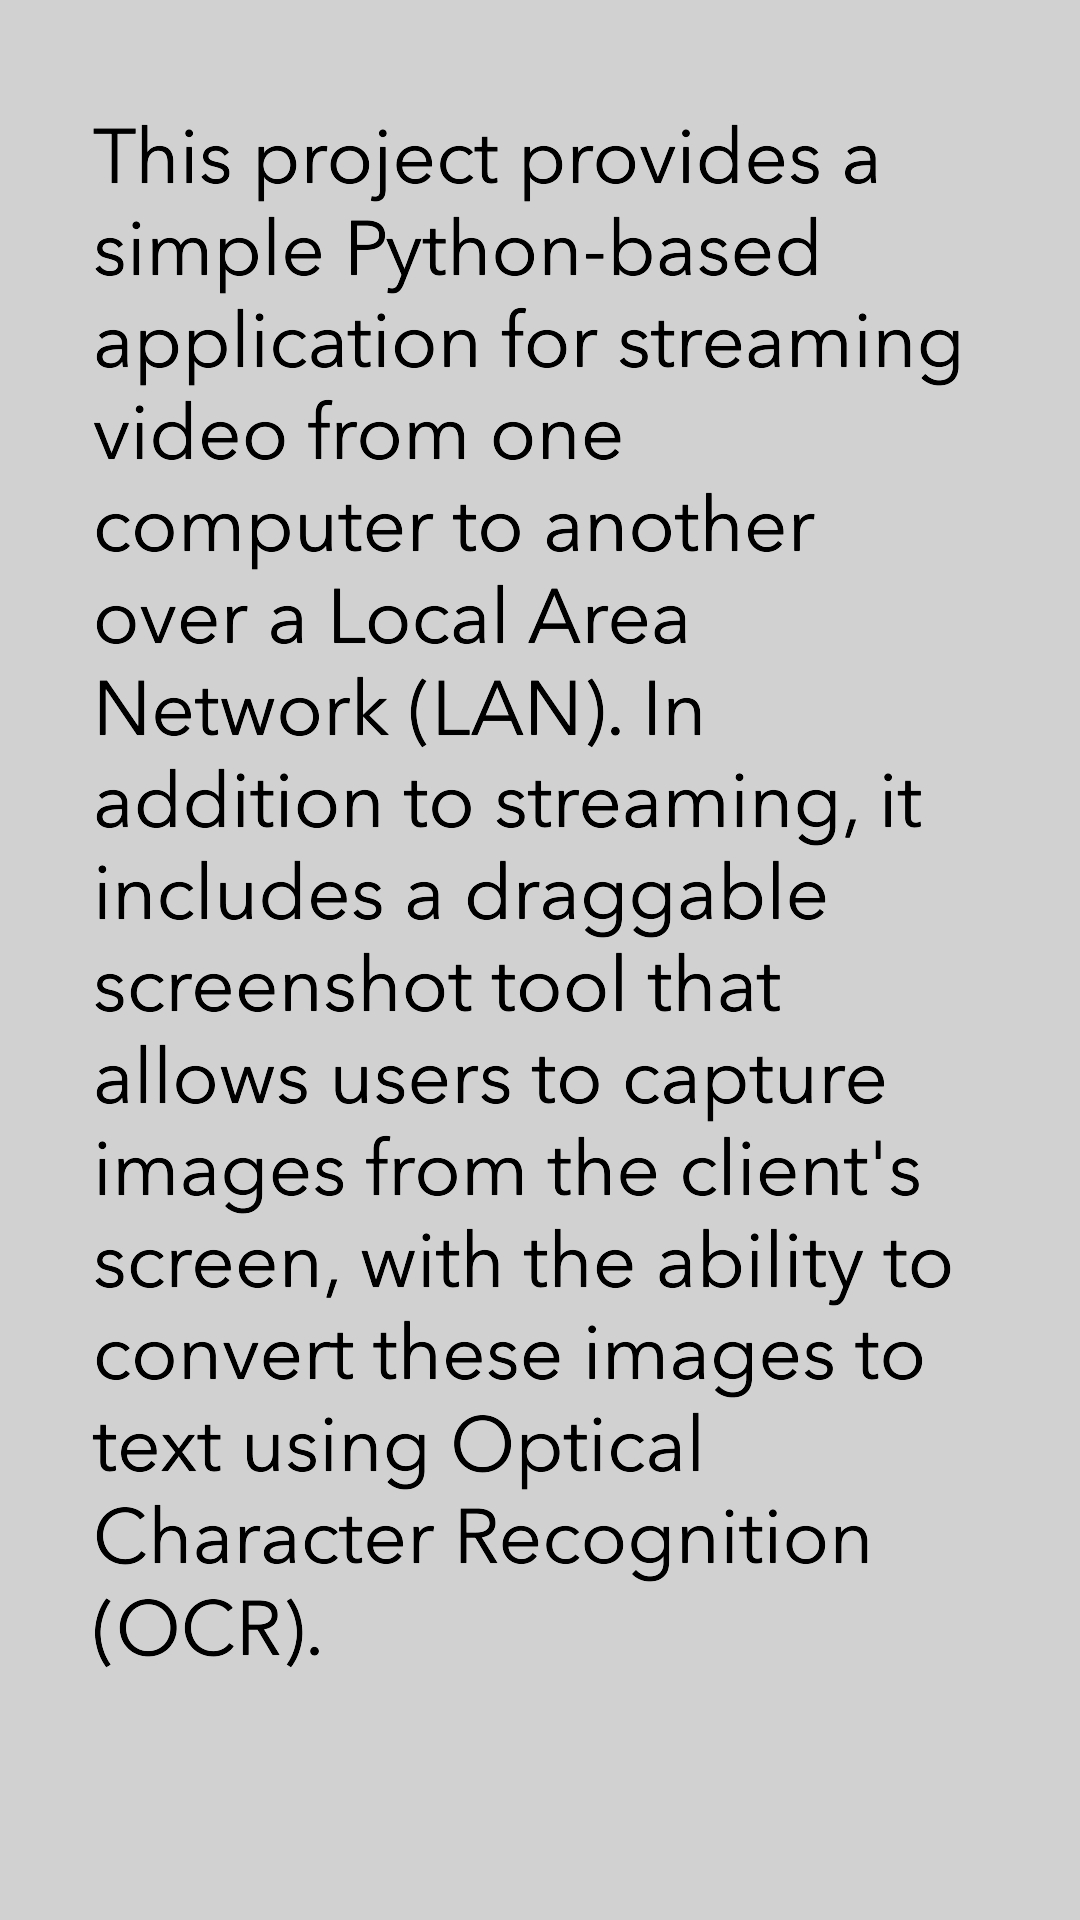 This project provides a
simple Python-based
application for streaming
video from one
computer to another
over a Local Area
Network (LAN). In
addition to streaming, it
includes a draggable
screenshot tool that
allows users to capture
images from the client's
screen, with the ability to
convert these images to
text using Optical
Character Recognition
(OCR).